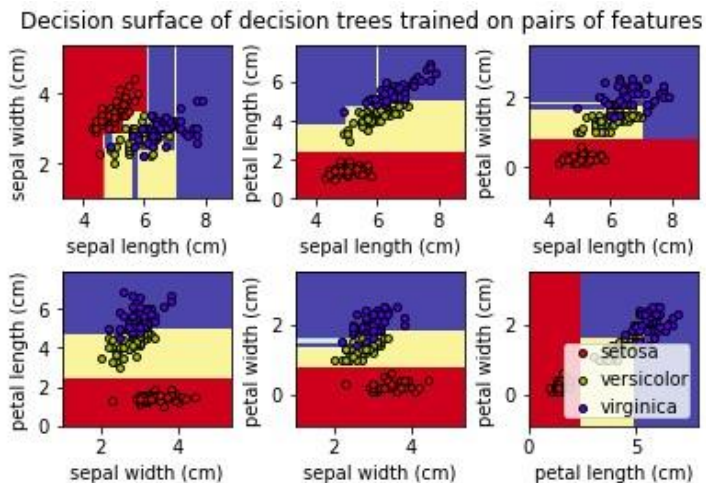 Decision surface of decision trees trained on pairs of features
sepal width (cm)
4
2
4
6
8
sepal length (cm)
petal length (cm)
6
4
2
0
4
6
8
sepal length (cm)
petal width (cm)
2
0
4
6
8
sepal length (cm)
petal length (cm)
6
4
2
0
2
4
sepal width (cm)
petal width (cm)
2
0
2
4
sepal width (cm)
petal width (cm)
2
0
0
5
petal length (cm)
setosa
versicolor
virginica